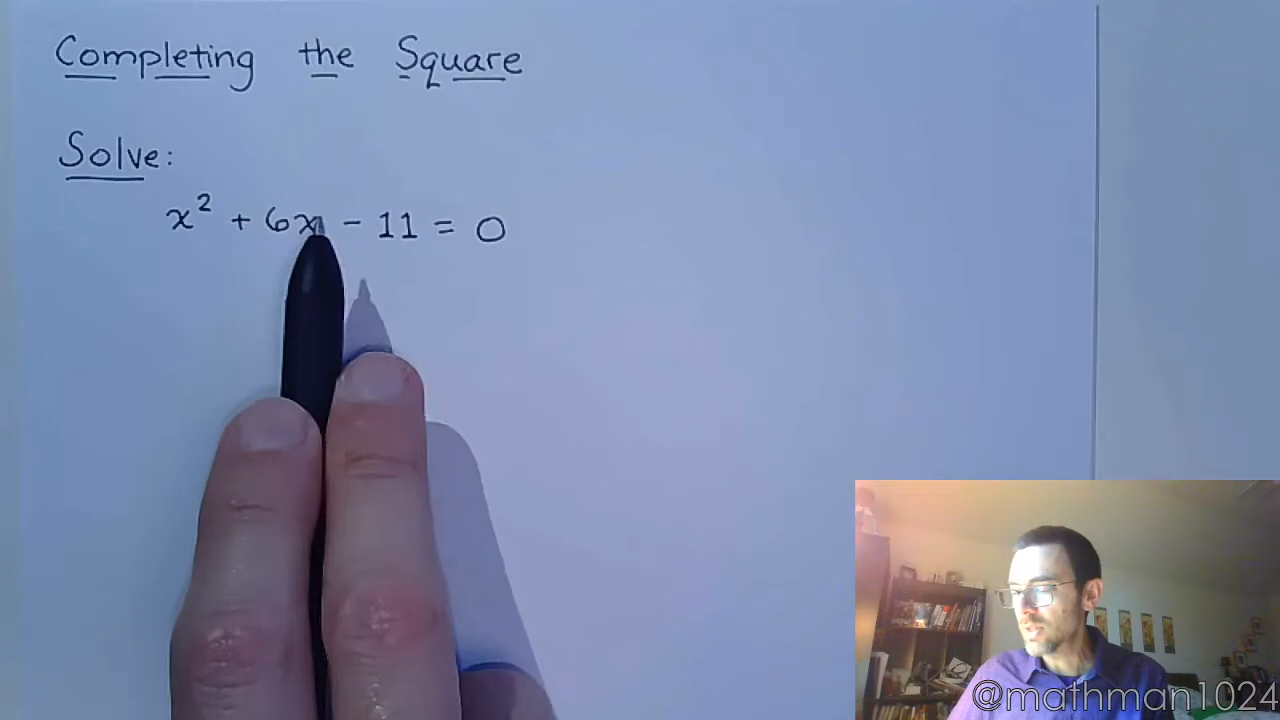 Completing the Square
Solve:
x² + 6x - 11 = 0
@mathman1024